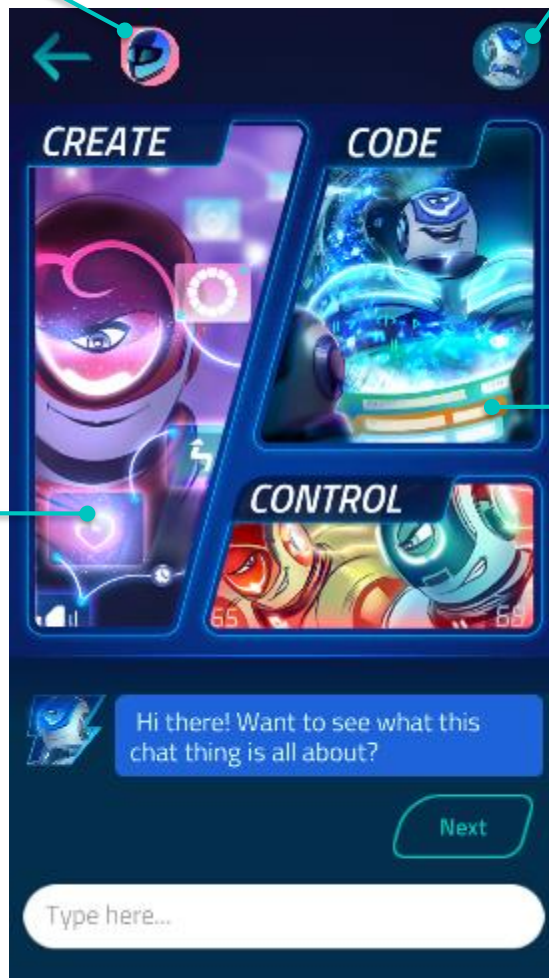 CREATE
CODE
CONTROL
65
69
Hi there! Want to see what this
chat thing is all about?
Next
Type here...